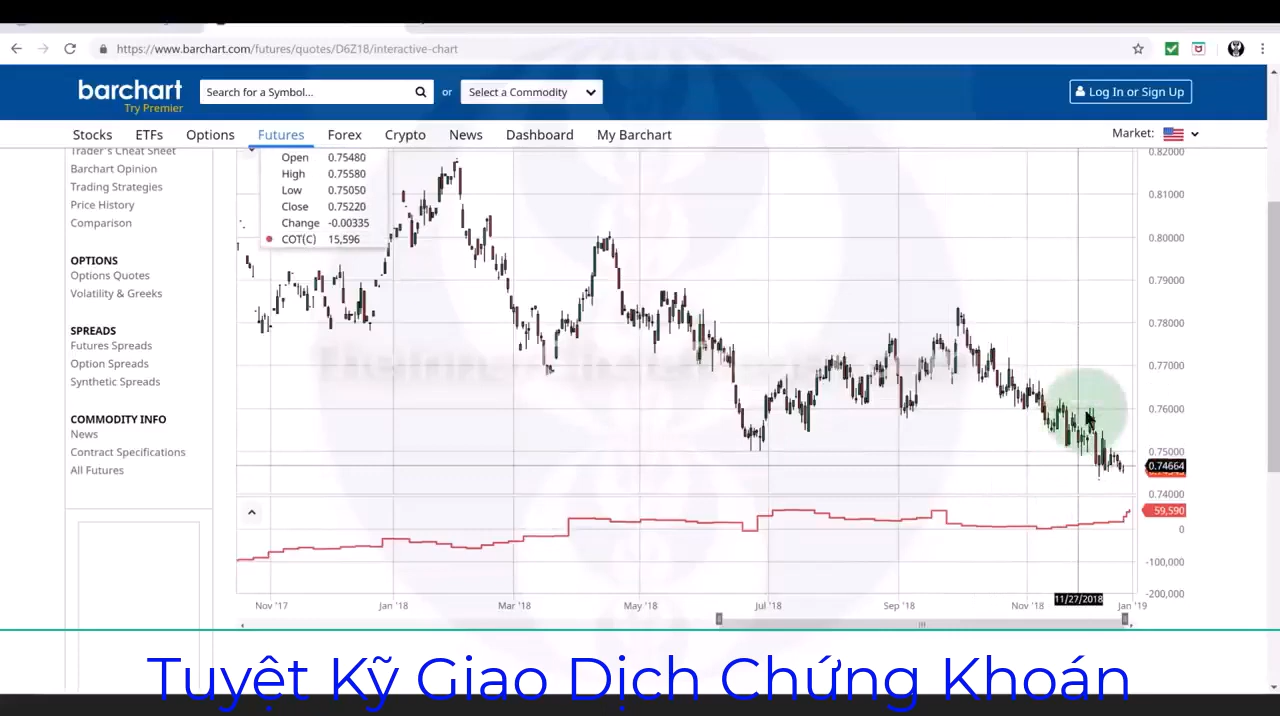 https://www.barchart.com/futures/quotes/D6Z18/interactive-chart
barchart
Try Premier
Search for a Symbol...
or
Select a Commodity
Log In or Sign Up
Stocks ETFs Options Futures Forex Crypto News Dashboard My Barchart
Market:
Trader's Cheat Sheet
Barchart Opinion
Trading Strategies
Price History
Comparison
OPTIONS
Options Quotes
Volatility & Greeks
SPREADS
Futures Spreads
Option Spreads
Synthetic Spreads
COMMODITY INFO
News
Contract Specifications
All Futures
Open 0.75480
High 0.75580
Low 0.75050
Close 0.75220
Change -0.00335
COT(C) 15,596
0.82000
0.81000
0.80000
0.79000
0.78000
0.77000
0.76000
0.75000
0.74664
0.74000
59,590
0
-100,000
-200,000
Nov '17 Jan '18 Mar '18 May '18 Jul '18 Sep '18 Nov '18 11/27/2018 Jan '19
Tuyệt Kỹ Giao Dịch Chứng Khoán